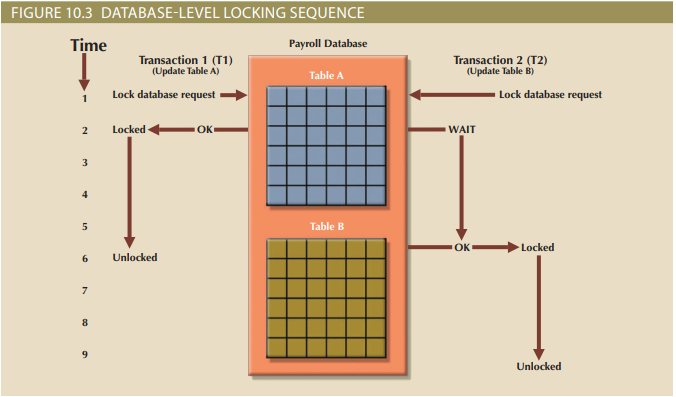 FIGURE 10.3 DATABASE-LEVEL LOCKING SEQUENCE
Time
Payroll Database
Transaction 1 (T1)
(Update Table A)
Transaction 2 (T2)
(Update Table B)
Table A
1 Lock database request Lock database request
2 Locked OK WAIT
3
4
5 Table B
OK Locked
6 Unlocked
7
8
9
Unlocked